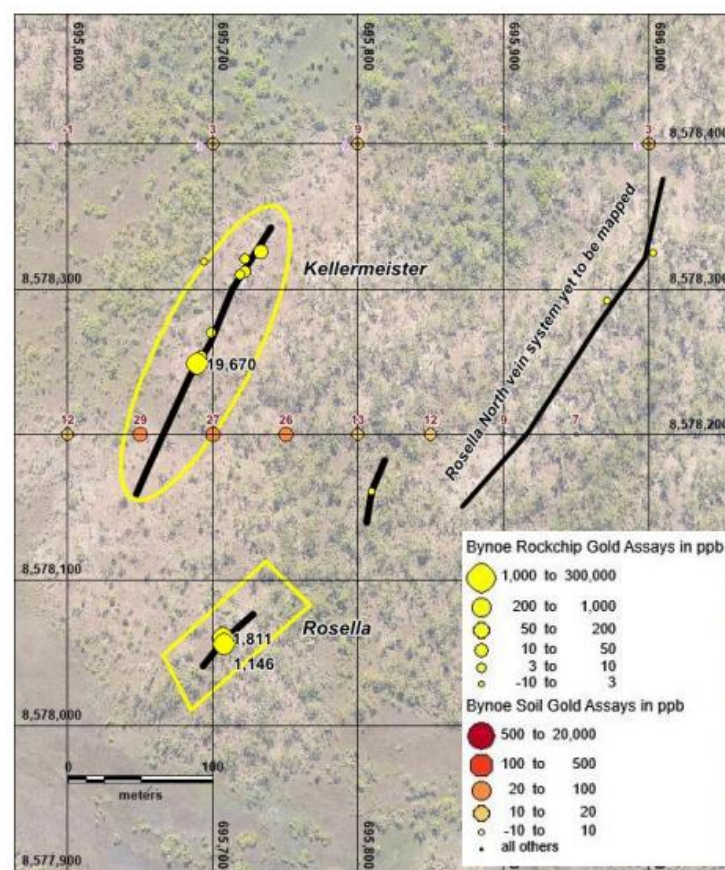 695,600
695,700
695,800
695,900
696,000
-1
3
9
1
3
8,578,400
Kellermeister
Rosella North vein system yet to be mapped
8,578,300
8,578,300
19,670
12
29
27
26
13
12
9
7
8,578,200
8,578,200
8,578,100
Rosella
1,811
1,146
8,578,000
0
100
meters
8,577,900
695,700
695,800
Bynoe Rockchip Gold Assays in ppb
1,000 to 300,000
200 to 1,000
50 to 200
10 to 50
3 to 10
-10 to 3
Bynoe Soil Gold Assays in ppb
500 to 20,000
100 to 500
20 to 100
10 to 20
-10 to 10
all others